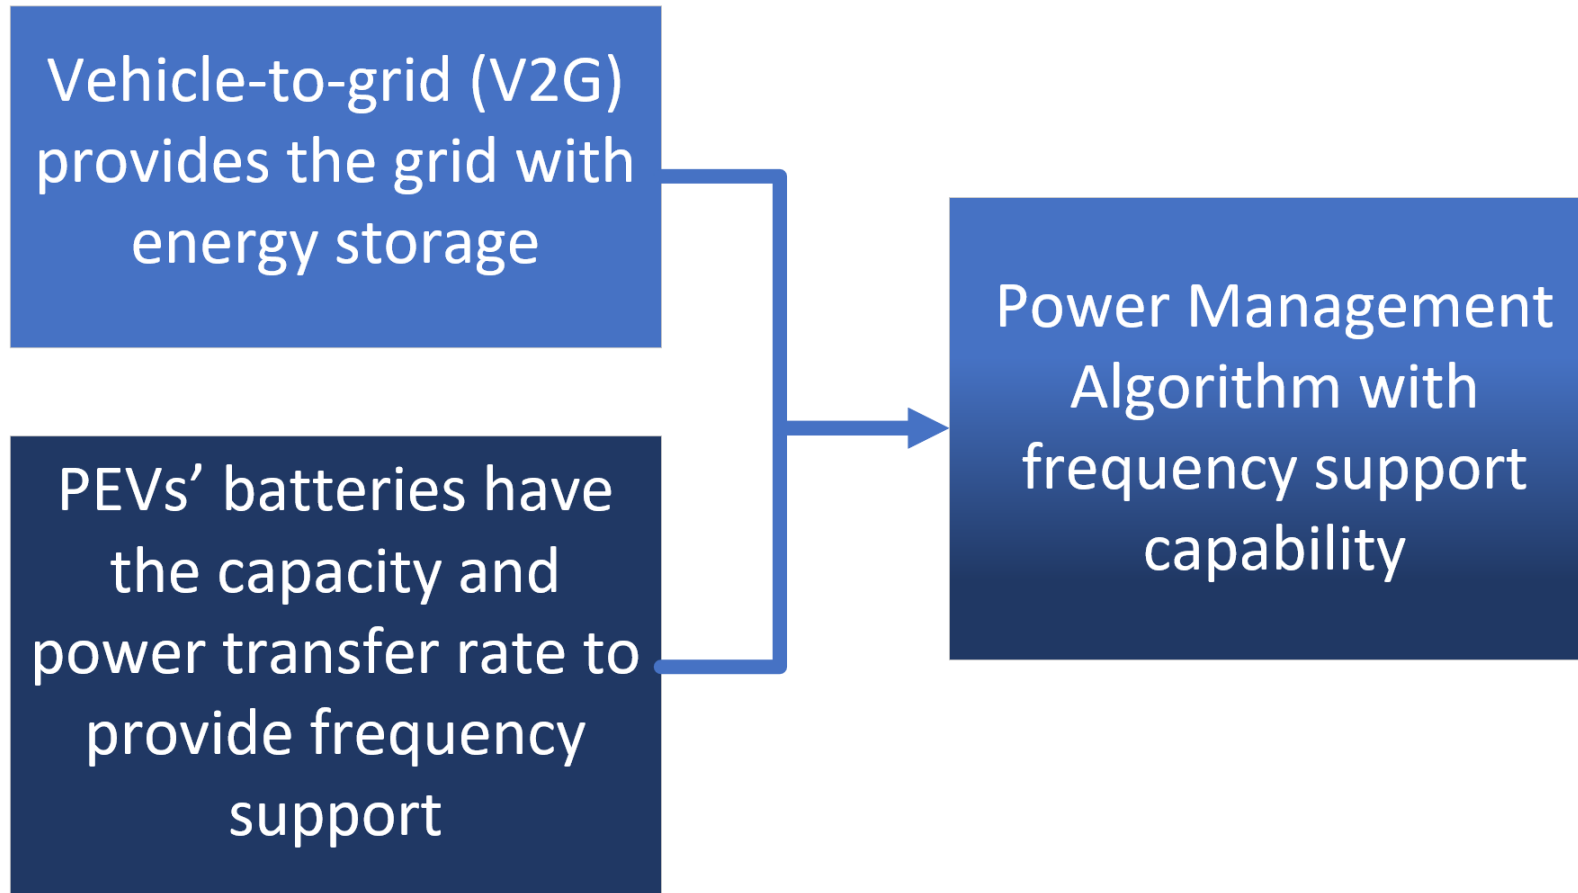 Vehicle-to-grid (V2G)
provides the grid with
energy storage
PEVs’ batteries have
the capacity and
power transfer rate to
provide frequency
support
Power Management
Algorithm with
frequency support
capability